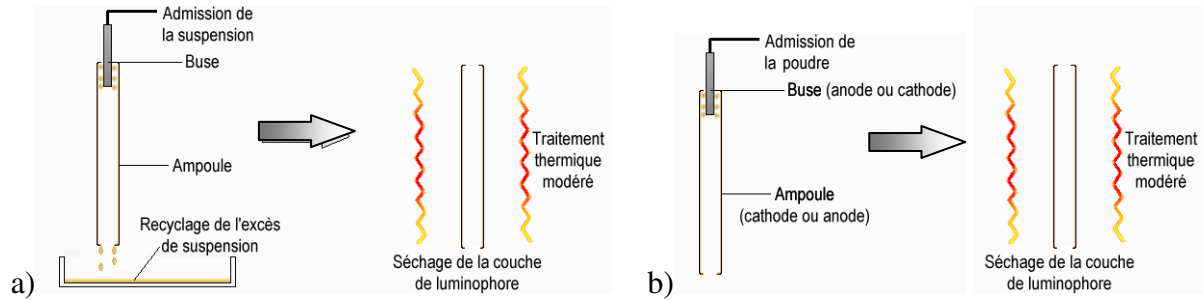 a)
Admission de
la suspension
Buse
Ampoule
Recyclage de l'excès
de suspension
Traitement
thermique
modéré
Séchage de la couche
de luminophore
b)
Admission de
la poudre
Buse (anode ou cathode)
Ampoule
(cathode ou anode)
Traitement
thermique
modéré
Séchage de la couche
de luminophore